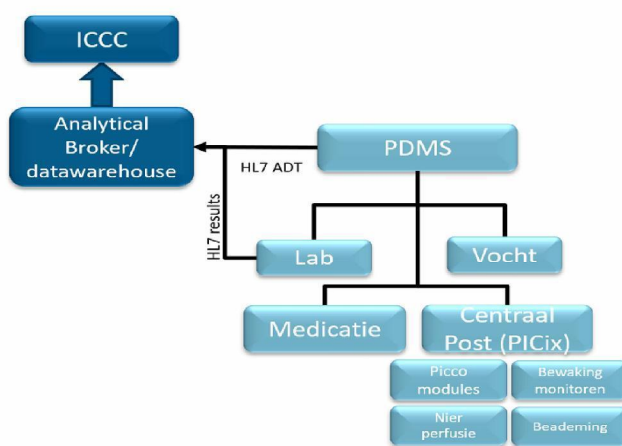 ICCC
Analytical
Broker/
datawarehouse
PDMS
HL7 ADT
HL7 results
Lab
Vocht
Medicatie
Centraal
Post (PICix)
Picco
modules
Bewaking
monitoren
Nier
perfusie
Beademing